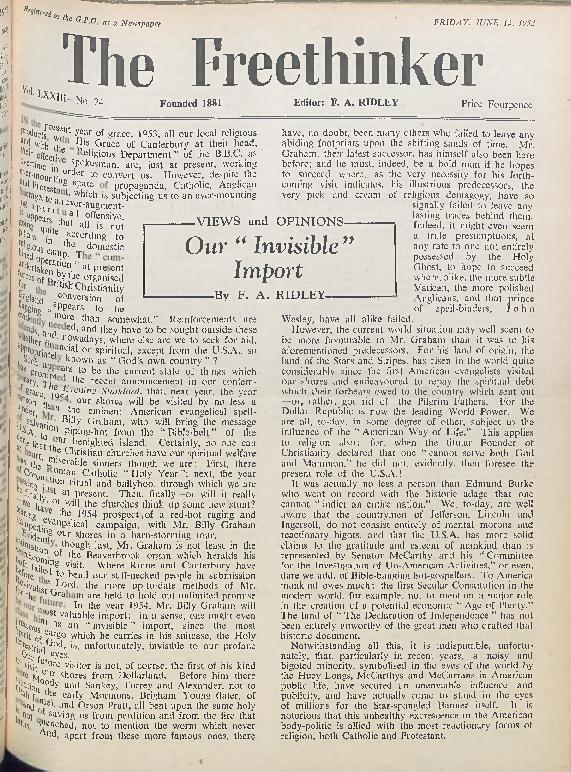 Registered at the G.P.O. as a Newspaper
FRIDAY, JUNE
The Freethinker
Vol. LXXIII—No. 24
Founded 1881
Editor: F. A. RIDLEY
Price Fourpence
IN the present year of grace, 1953, all our local religious
products, with His Grace of Canterbury at their head,
and with the "Religious Department" of the B.B.C. as
their effective spokesman, are, just at present, working
overtime in order to convert us. However, despite the
state of propaganda, Catholic, Anglican
and Protestant, which is subjecting us to an ever-mounting
to an ever-augment-
spiritual offensive,
it appears that all is not
going quite according to
plan in the domestic
religious camp. The "com-
bined operation" at present
undertaken by the organised
forces of British Christianity
for the conversion of
England appears to be
lagging "more than somewhat." Reinforcements are
evidently needed, and they have to be sought outside these
islands, and, nowadays, where else are we to seek for aid,
whether financial or spiritual, except from the U.S.A. so
appropriately known as "God's own country"?
appears to be the current state of things which
has prompted the recent announcement in our contem-
porary, The Evening Standard, that, next year, the year
of grace, 1954, our shores will be visited by no less a
person than the eminent American evangelical spell-
binder, Mr. Billy Graham, who will bring the message
of salvation piping-hot from the "Bible-belt" of the
U.S.A. to our benighted island. Certainly, no one can
that the Christian churches have our spiritual welfare
at heart, miserable sinners though we are! First, there
was the Roman Catholic "Holy Year"; next, the year
of Coronation ritual and ballyhoo, through which we are
passing just at present. Then, finally—or will it really
be finally, or will the churches think up some new stunt?
—we have the 1954 prospect of a red-hot raging and
evangelical campaign, with Mr. Billy Graham
our shores in a barn-storming tour.
Evidently, though last, Mr. Graham is not least in the
estimation of the Beaverbrook organ which heralds his
forthcoming visit. Where Rome and Canterbury have
failed to bend our stiff-necked people in submission
before the Lord, the more up-to-date methods of Mr.
Graham are held to hold out unlimited promise
for the future. In the year 1954, Mr. Billy Graham will
be our most valuable import; in a sense, one might even
him as our "invisible" import, since the most
precious cargo which he carries in his suitcase, the Holy
Spirit of God, is, unfortunately, invisible to our profane
terrestrial eyes.
Our future visitor is not, of course, the first of his kind
to visit our shores from Dollarland. Before him there
were Moody and Sankey, Torrey and Alexander, not to
mention the early Mormons, Brigham Young (later, of
Utah fame), and Orson Pratt, all bent upon the same holy
errand of saving us from perdition and from the fire that
is not quenched, not to mention the worm which never
dies. And, apart from these more famous ones, there
VIEWS and OPINIONS
Our "Invisible"
Import
By F. A. RIDLEY
have, no doubt, been many others who failed to leave any
abiding footprints upon the shifting sands of time. Mr.
Graham, their latest successor, has himself also been here
before; and he must, indeed, be a bold man if he hopes
to succeed where, as the very necessity for his forth-
coming visit indicates, his illustrious predecessors, the
very pick and cream of religious demagogy, have so
signally failed to leave any
lasting traces behind them.
Indeed, it might even seem
a trifle presumptuous, at
any rate to one not entirely
possessed by the Holy
Ghost, to hope to succeed
where, alike, the more subtle
Vatican, the more polished
Anglicans, and that prince
of spell-binders, John
Wesley, have all alike failed.
However, the current world situation may well seem to
be more favourable to Mr. Graham than it was to his
aforementioned predecessors. For his land of origin, the
land of the Stars and Stripes, has risen in the world quite
considerably since the first American evangelists visited
our shores and endeavoured to repay the spiritual debt
which their forbears owed to the country which sent out
—or, rather, got rid of the Pilgrim Fathers. For the
Dollar Republic is now the leading World Power. We
are all, to-day, in some degree or other, subject to the
influence of the "American Way of Life." This applies
to religion also; for, when the titular Founder of
Christianity declared that one "cannot serve both God
and Mammon," he did not, evidently, then foresee the
present role of the U.S.A.!
It was actually no less a person than Edmund Burke
who went on record with the historic adage that one
cannot "indict an entire nation." We, to-day, are well
aware that the countrymen of Jefferson, Lincoln and
Ingersoll, do not consist entirely of mental morons and
reactionary bigots, and that the U.S.A. has more solid
claims to the gratitude and esteem of mankind than is
represented by Senator McCarthy and his "Committee
for the Investigation of Un-American Activities," or even,
dare we add, of Bible-banging hot-gospellers. To America
mankind owes much: the first Secular Constitution in the
modern world, for example, not to mention a major role
in the creation of a potential economic "Age of Plenty."
The land of "The Declaration of Independence" has not
been entirely unworthy of the great men who drafted that
historic document.
Notwithstanding all this, it is indisputable, unfortu-
nately, that, particularly in recent years, a noisy and
bigoted minority, symbolised in the eyes of the world by
the Huey Longs, McCarthys and McCarrans in American
public life, have secured an unenviable influence and
publicity, and have actually come to stand in the eyes
of millions for the Star-spangled Banner itself. It is
notorious that this unhealthy excrescence in the American
body-politic is allied with the most reactionary forms of
religion, both Catholic and Protestant.